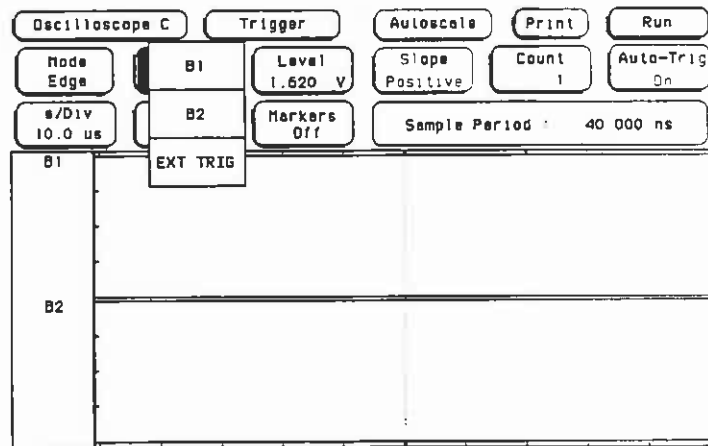 Oscilloscope C Trigger Autoscale Print Run
Mode Edge
B1
Level 1.620 V
Slope Positive
Count 1
Auto-Trig On
s/Div 10.0 us
B2
Markers Off
Sample Period : 40 000 ns
EXT TRIG
B1
B2